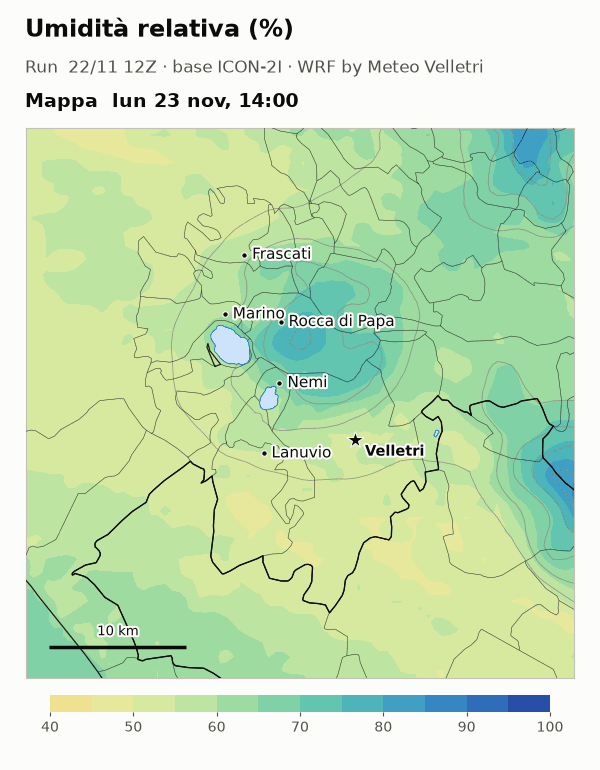 Umidità relativa (%)
Run  22/11 12Z · base ICON-2I · WRF by Meteo Velletri
Mappa  lun 23 nov, 14:00
Frascati
Marino
Rocca di Papa
Nemi
Velletri
Lanuvio
10 km
40 50 60 70 80 90 100